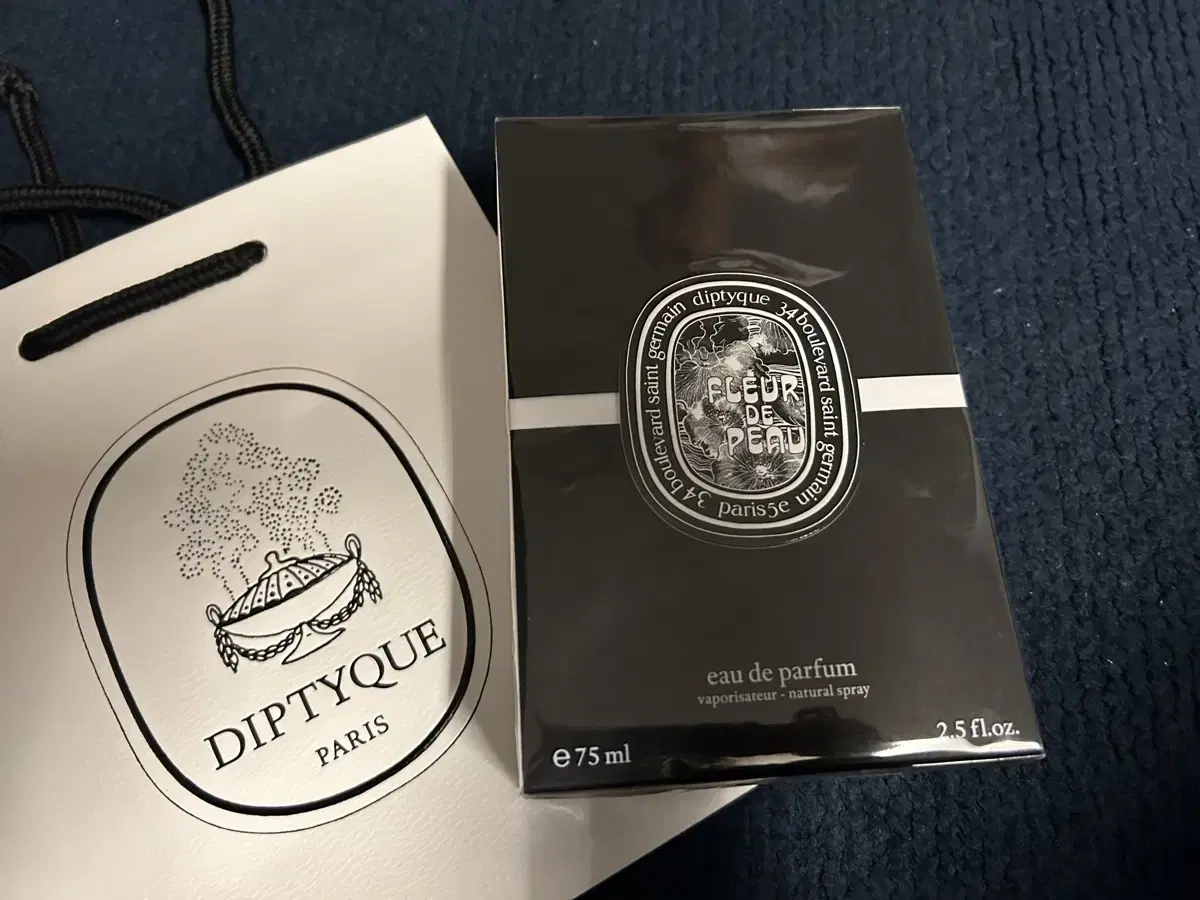 DIPTYQUE
PARIS
diptyque 34 boulevard saint germain paris5e 34 boulevard saint germain
FLEUR
DE
PEAU
eau de parfum
vaporisateur - natural spray
e 75 ml
2.5 fl.oz.